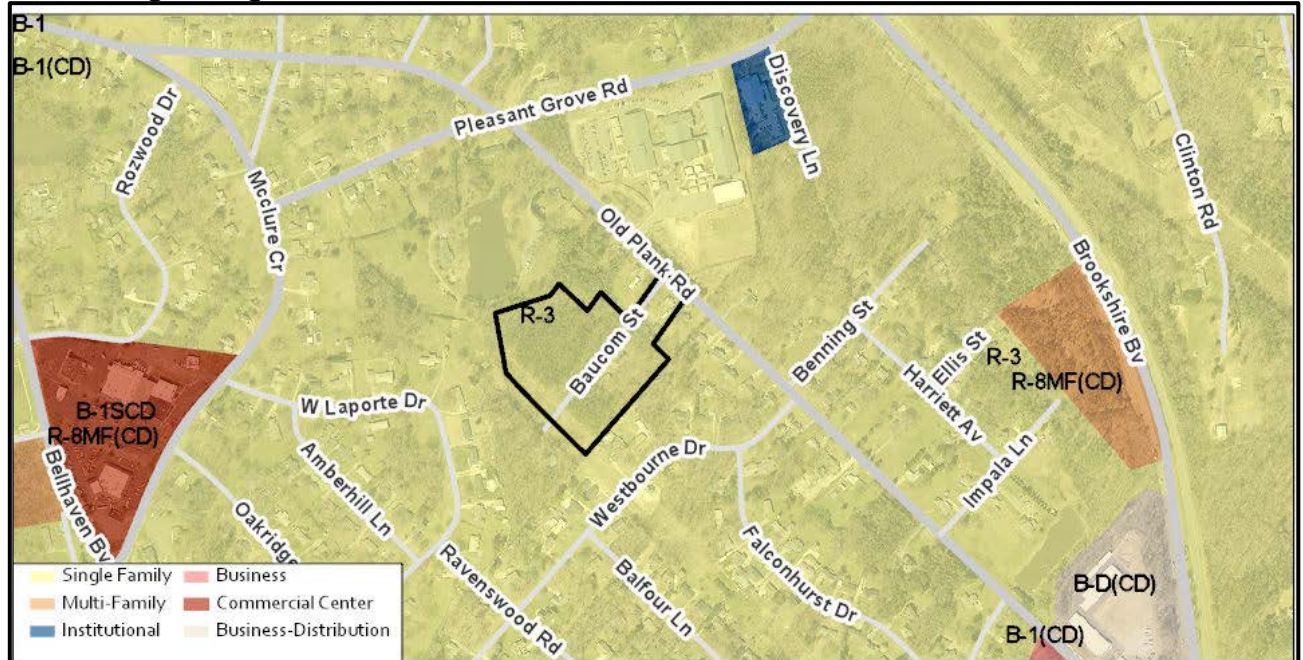 B-1
B-1(CD)
Rozwood Dr
Mcclure Cr
Pleasant Grove Rd
Discovery Ln
Clinton Rd
Old Plank Rd
Brookshire Bv
R-3
Baucom St
Benning St
Ellis St
Harriett Av
R-3
R-8MF(CD)
B-1SCD
R-8MF(CD)
W Laporte Dr
Bellhaven Bv
Amberhill Ln
Westbourne Dr
Impala Ln
Oakridge
Ravenswood Rd
Balfour Ln
Falconhurst Dr
B-D(CD)
B-1(CD)
Single Family
Business
Multi-Family
Commercial Center
Institutional
Business-Distribution